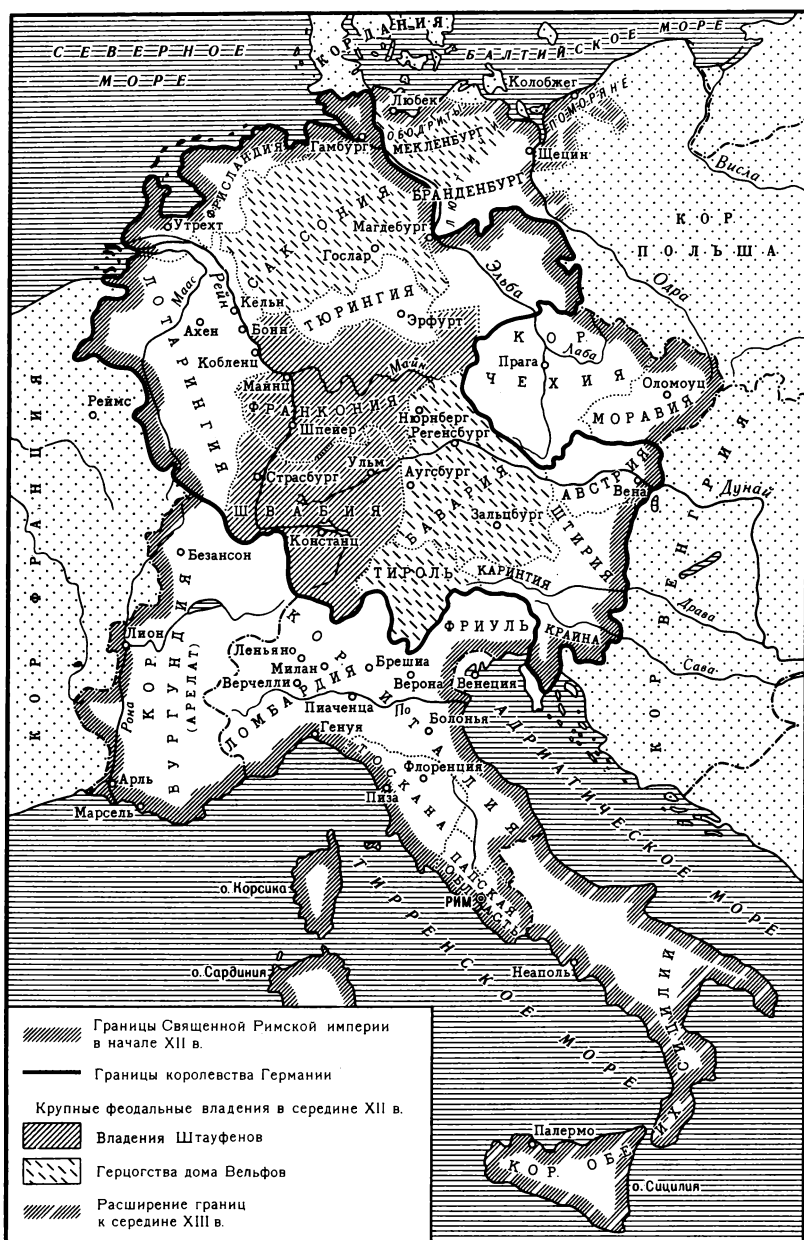 СЕВЕРНОЕ
МОРЕ
КОР. ДАНИЯ
БАЛТИЙСКОЕ МОРЕ
Колобжег
ПОМОРЯНЕ
Любек
ОБОДРИТЫ
МЕКЛЕНБУРГ
Гамбург
Щецин
Висла
ФРИСЛАНДИЯ
БРАНДЕНБУРГ
ЛЮТИЧИ
Утрехт
САКСОНИЯ
Магдебург
Гослар
КОР.
ПОЛЬША
Эльба
Одра
ЛОТАРИНГИЯ
Маас
Рейн
Кёльн
ТЮРИНГИЯ
Ахен
Бонн
Эрфурт
Кобленц
КОР.
Лаба
Прага
ЧЕХИЯ
Оломоуц
МОРАВИЯ
Реймс
Майнц
Майн
ФРАНКОНИЯ
Нюрнберг
Шпейер
Регенсбург
Страсбург
Ульм
Аугсбург
АВСТРИЯ
Вена
Дунай
ШВАБИЯ
БАВАРИЯ
Зальцбург
ШТИРИЯ
Констанц
ТИРОЛЬ
КАРИНТИЯ
КОР. ФРАНЦИЯ
КОР. ВЕНГРИЯ
Безансон
Драва
ФРИУЛЬ
КРАЙНА
Сава
Лион
КОР. ИТАЛИЯ
Леньяно
Милан
Брешиа
Верчелли
Верона
Венеция
ЛОМБАРДИЯ
Пиаченца
По
Болонья
Рона
КОР. БУРГУНДИЯ
(АРЕЛАТ)
Генуя
ТОСКАНА
Флоренция
Арль
Марсель
Пиза
АДРИАТИЧЕСКОЕ МОРЕ
ПАПСКАЯ
ОБЛАСТЬ
РИМ
о. Корсика
ТИРРЕНСКОЕ МОРЕ
о. Сардиния
Неаполь
Палермо
КОР. ОБЕИХ СИЦИЛИЙ
о. Сицилия
Границы Священной Римской империи
в начале XII в.
Границы королевства Германии
Крупные феодальные владения в середине XII в.
Владения Штауфенов
Герцогства дома Вельфов
Расширение границ
к середине XIII в.